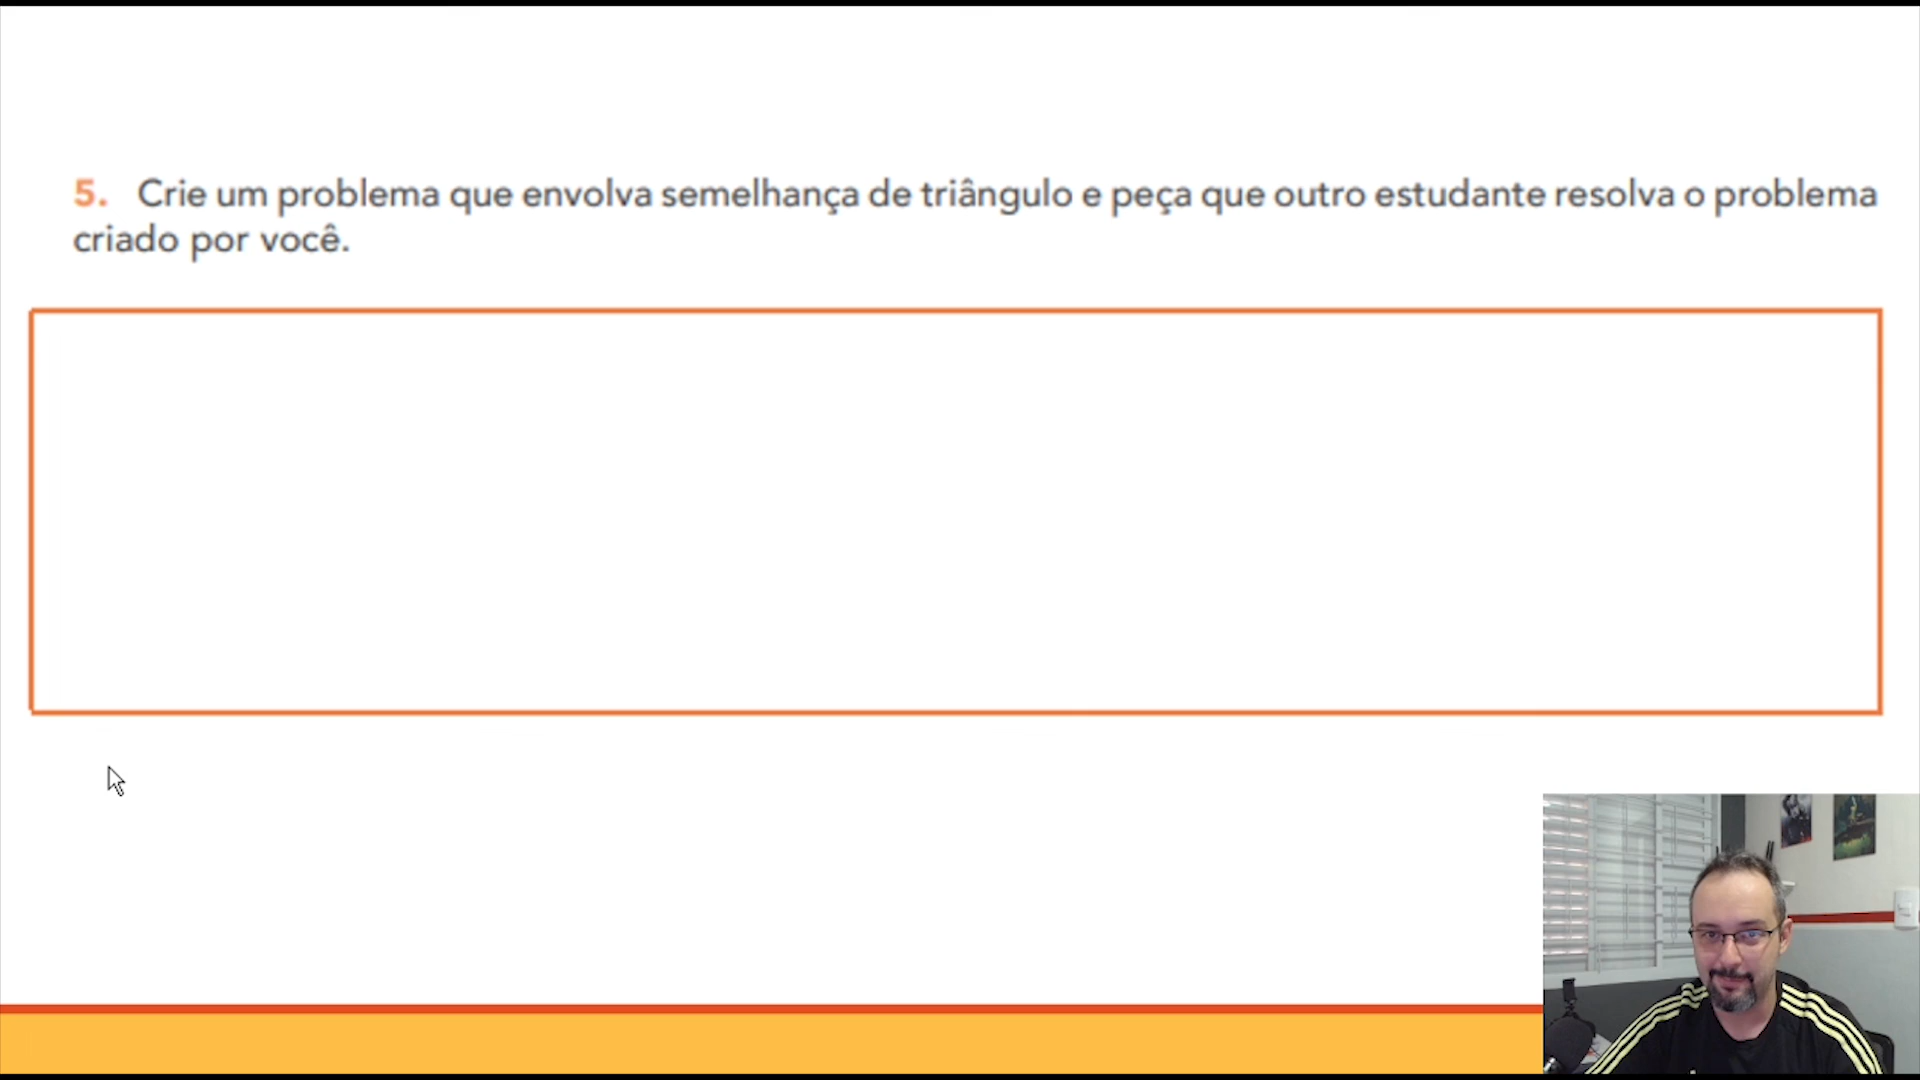 5. Crie um problema que envolva semelhança de triângulo e peça que outro estudante resolva o problema
criado por você.